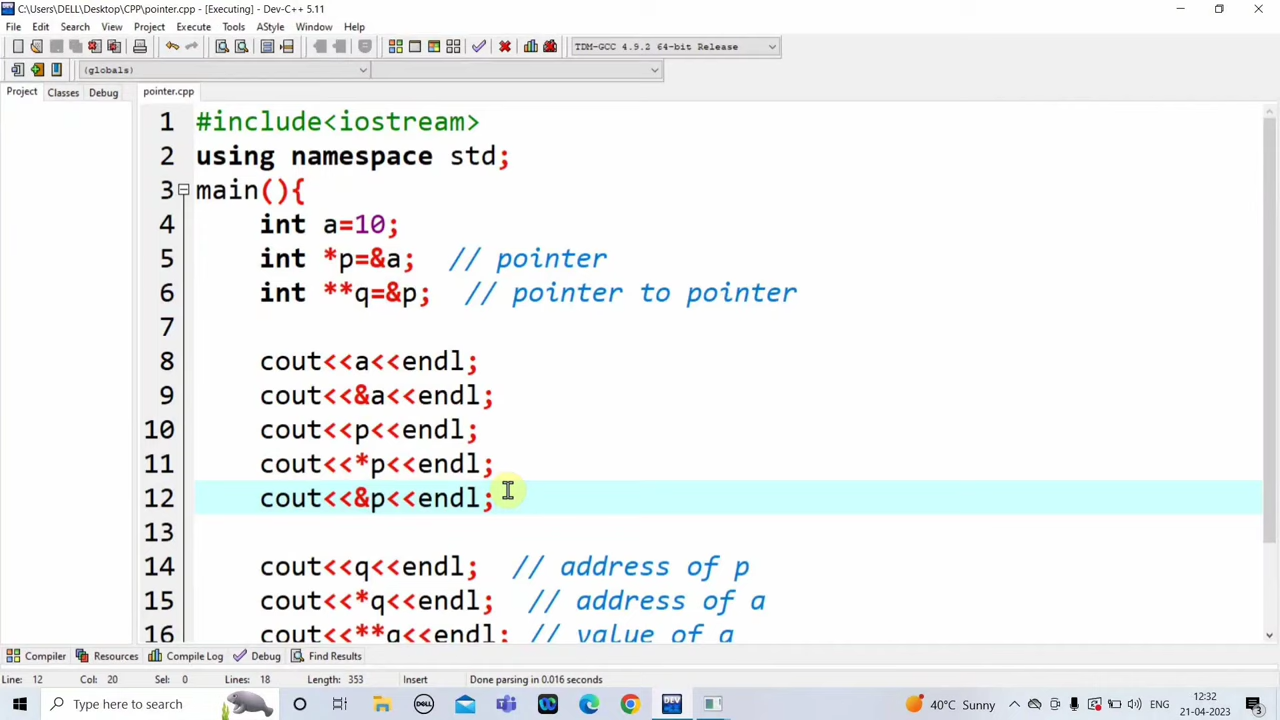 C:\Users\DELL\Desktop\CPP\pointer.cpp - [Executing] - Dev-C++ 5.11
File Edit Search View Project Execute Tools AStyle Window Help
TDM-GCC 4.9.2 64-bit Release
(globals)
Project Classes Debug pointer.cpp
1 #include<iostream>
2 using namespace std;
3 main(){
4 int a=10;
5 int *p=&a; // pointer
6 int **q=&p; // pointer to pointer
7
8 cout<<a<<endl;
9 cout<<&a<<endl;
10 cout<<p<<endl;
11 cout<<*p<<endl;
12 cout<<&p<<endl;
13
14 cout<<q<<endl; // address of p
15 cout<<*q<<endl; // address of a
16 cout<<**q<<endl; // value of a
Compiler Resources Compile Log Debug Find Results
Line: 12 Col: 20 Sel: 0 Lines: 18 Length: 353 Insert Done parsing in 0.016 seconds
Type here to search DELL DEV 40°C Sunny 12:32
21-04-2023 3